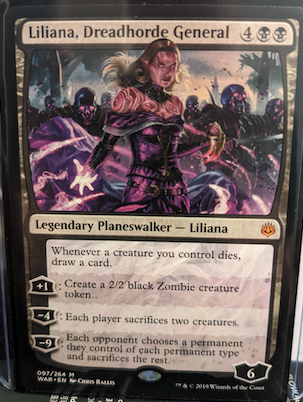 Liliana, Dreadhorde General 4
Legendary Planeswalker — Liliana
Whenever a creature you control dies,
draw a card.
+1: Create a 2/2 black Zombie creature
token.
-4: Each player sacrifices two creatures.
-9: Each opponent chooses a permanent
they control of each permanent type
and sacrifices the rest.
6
097/264 M
WAR • EN Chris Rallis
™ & © 2019 Wizards of the Coast